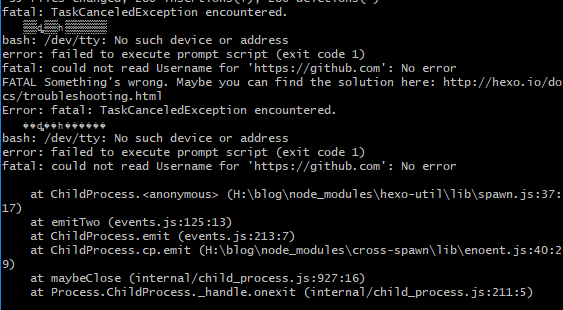 fatal: TaskCanceledException encountered.
bash: /dev/tty: No such device or address
error: failed to execute prompt script (exit code 1)
fatal: could not read Username for 'https://github.com': No error
FATAL Something's wrong. Maybe you can find the solution here: http://hexo.io/do
cs/troubleshooting.html
Error: fatal: TaskCanceledException encountered.
bash: /dev/tty: No such device or address
error: failed to execute prompt script (exit code 1)
fatal: could not read Username for 'https://github.com': No error
at ChildProcess.<anonymous> (H:\blog\node_modules\hexo-util\lib\spawn.js:37:
17)
at emitTwo (events.js:125:13)
at ChildProcess.emit (events.js:213:7)
at ChildProcess.cp.emit (H:\blog\node_modules\cross-spawn\lib\enoent.js:40:2
9)
at maybeClose (internal/child_process.js:927:16)
at Process.ChildProcess._handle.onexit (internal/child_process.js:211:5)